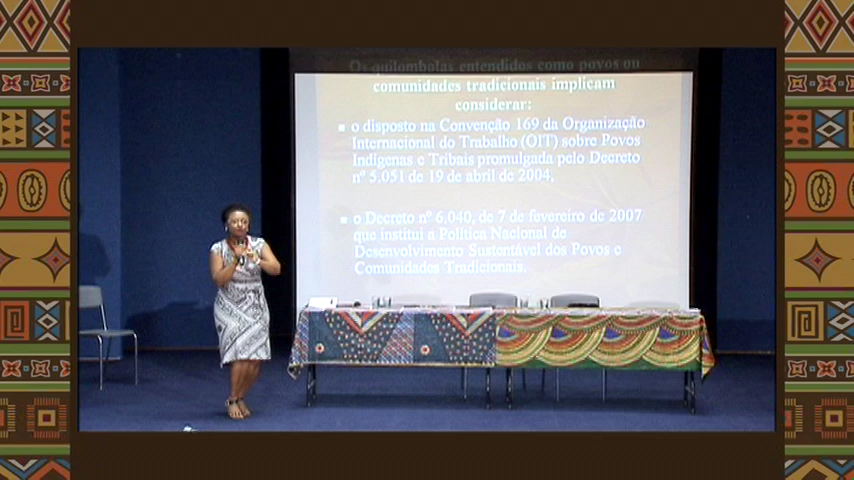 Os quilombolas entendidos como povos ou
comunidades tradicionais implicam
considerar:
o disposto na Convenção 169 da Organização
Internacional do Trabalho (OIT) sobre Povos
Indígenas e Tribais promulgada pelo Decreto
nº 5.051 de 19 de abril de 2004,
o Decreto nº 6.040, de 7 de fevereiro de 2007
que institui a Política Nacional de
Desenvolvimento Sustentável dos Povos e
Comunidades Tradicionais.